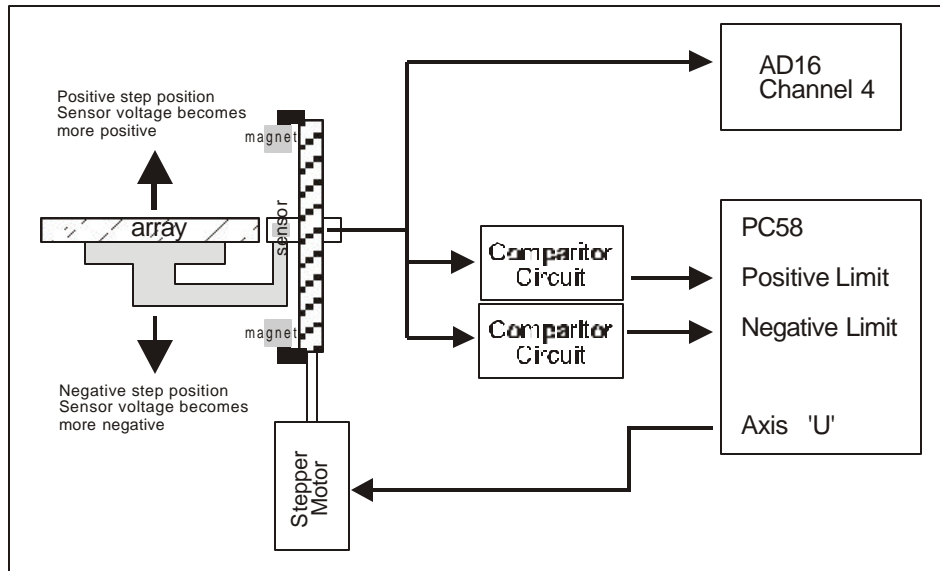 AD16
Channel 4
Positive step position
Sensor voltage becomes
more positive
magnet
array
sensor
PC58
Comparitor
Circuit
Positive Limit
Comparitor
Circuit
Negative Limit
magnet
Negative step position
Sensor voltage becomes
more negative
Axis 'U'
Stepper
Motor